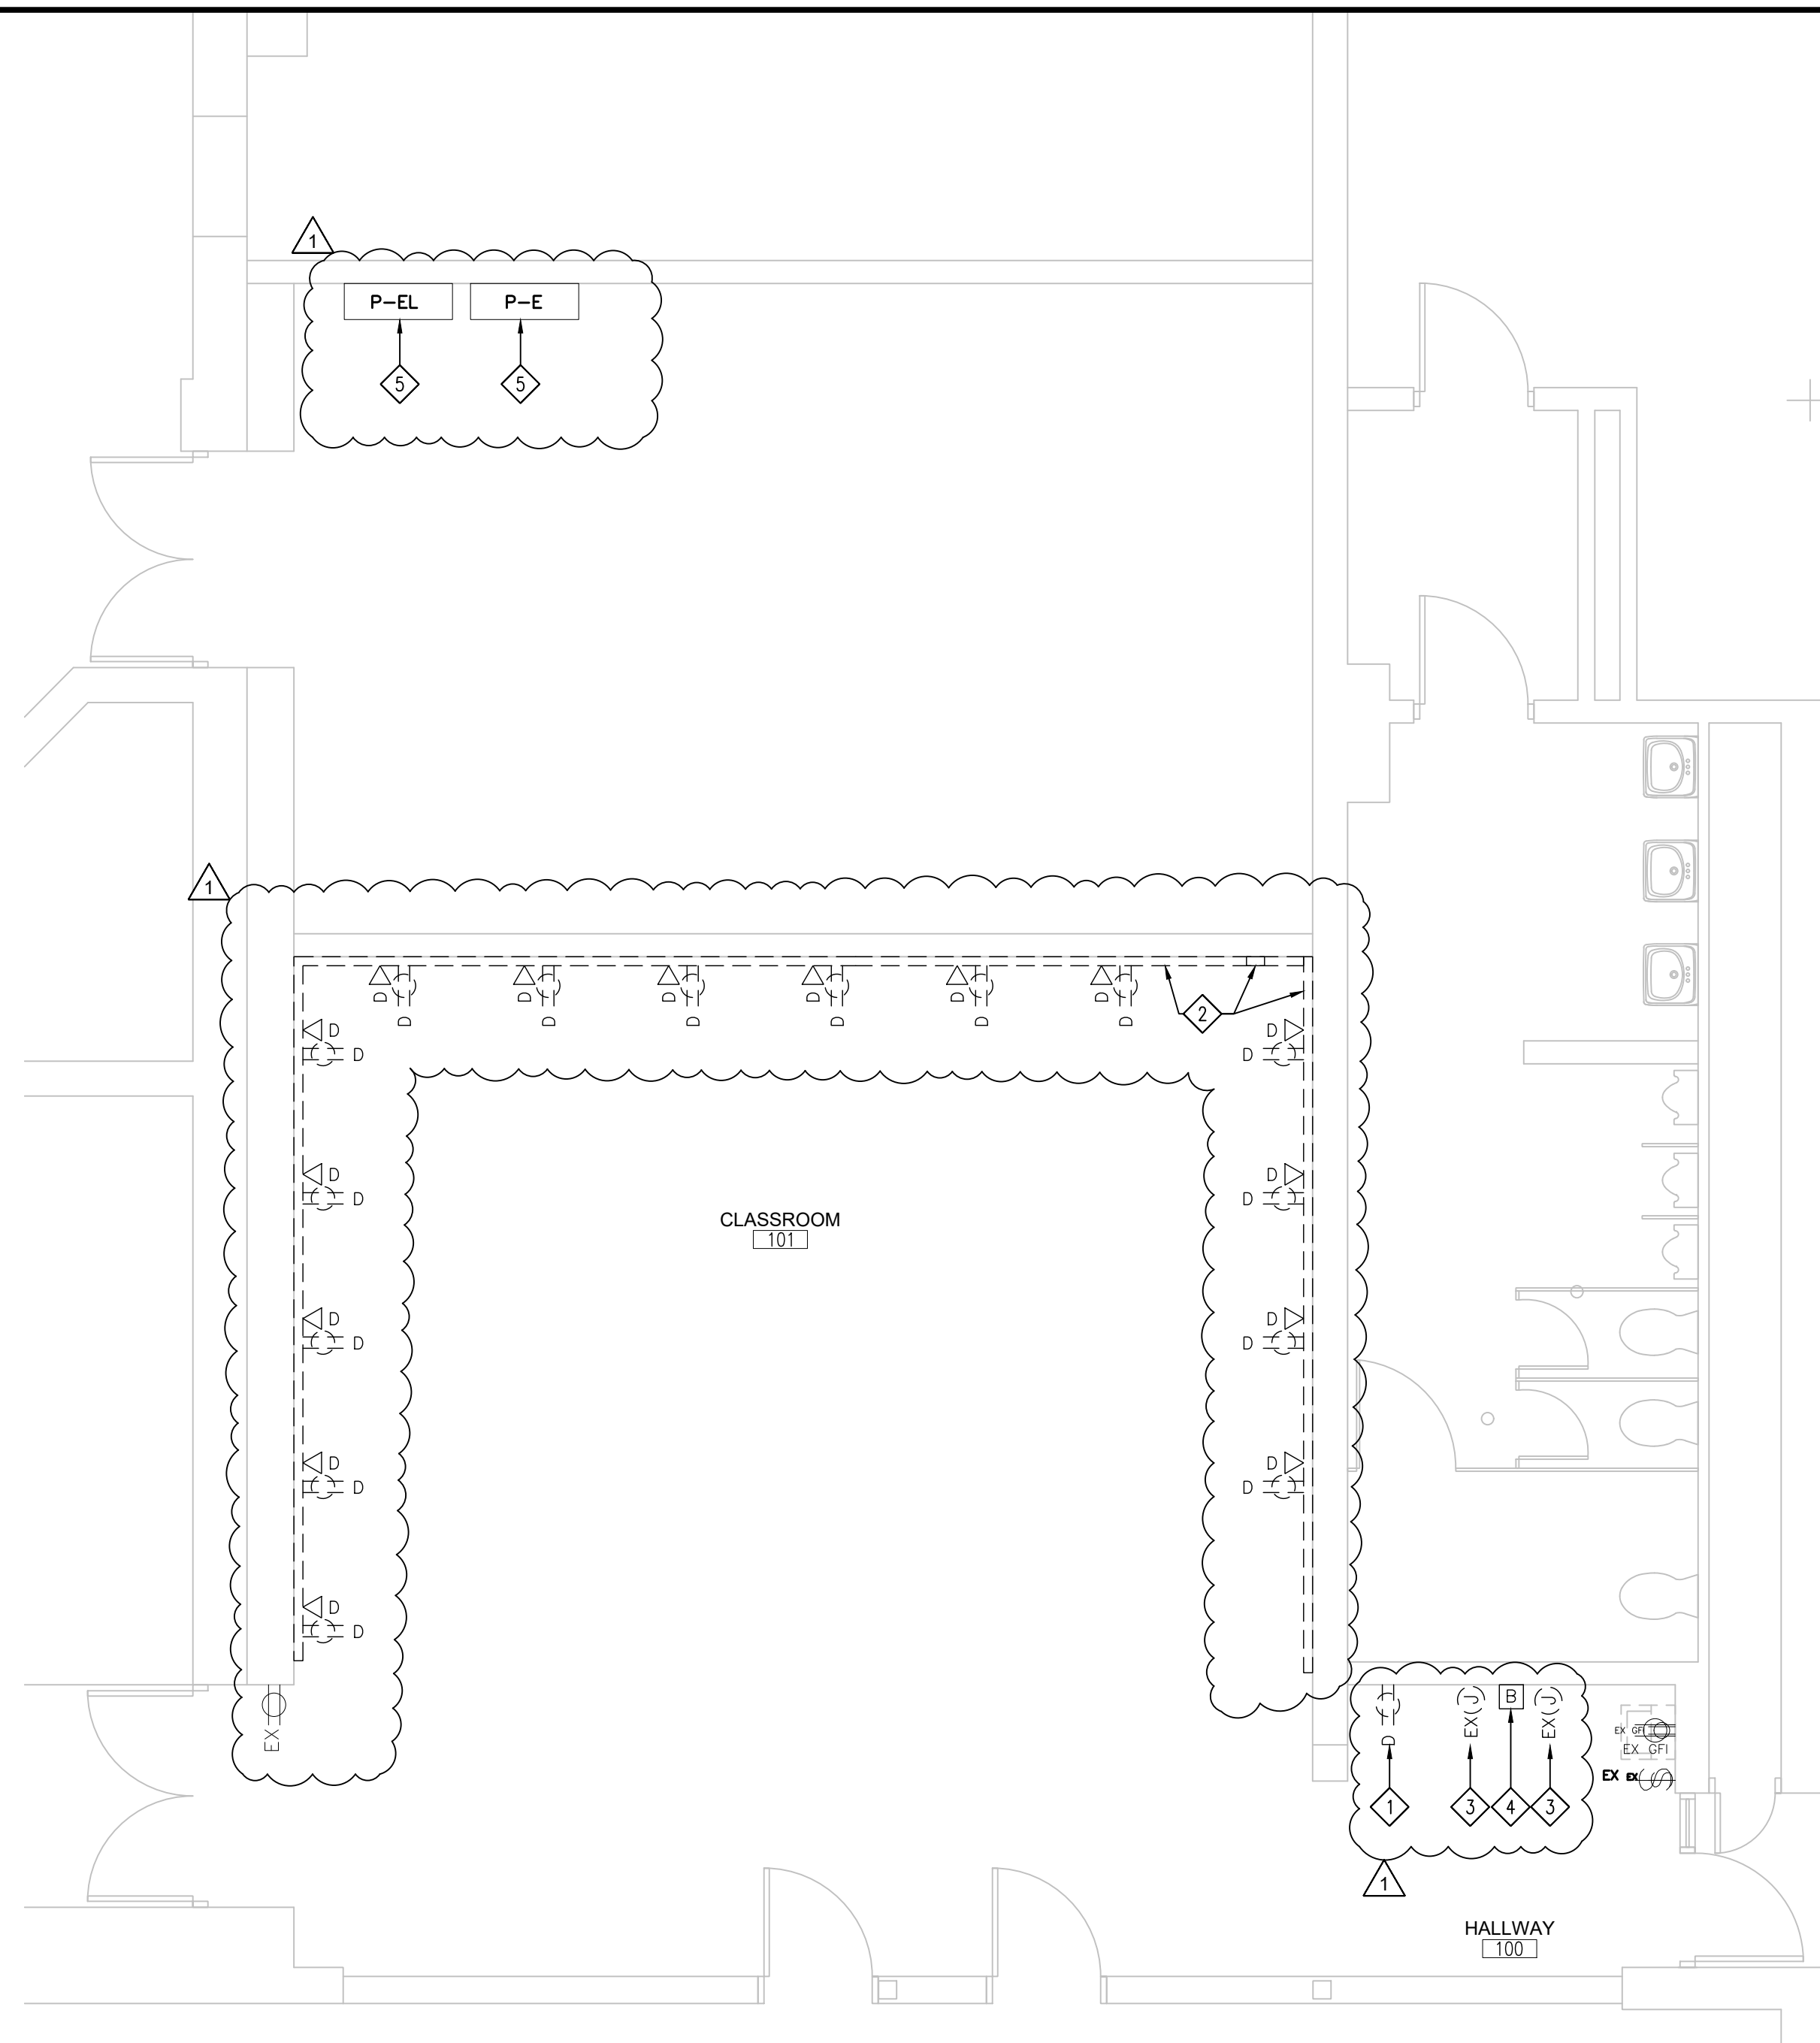 1
P-EL P-E
5 5
1
D D D D D D
D D D D D D
2
D D
D D
D D
D D
CLASSROOM
101
D D
D D
D D
D D
D
D
EX
D EX(J) B EX(J)
EX GFI
EX GFI
EX EX S
1 3 4 3
1
HALLWAY
100